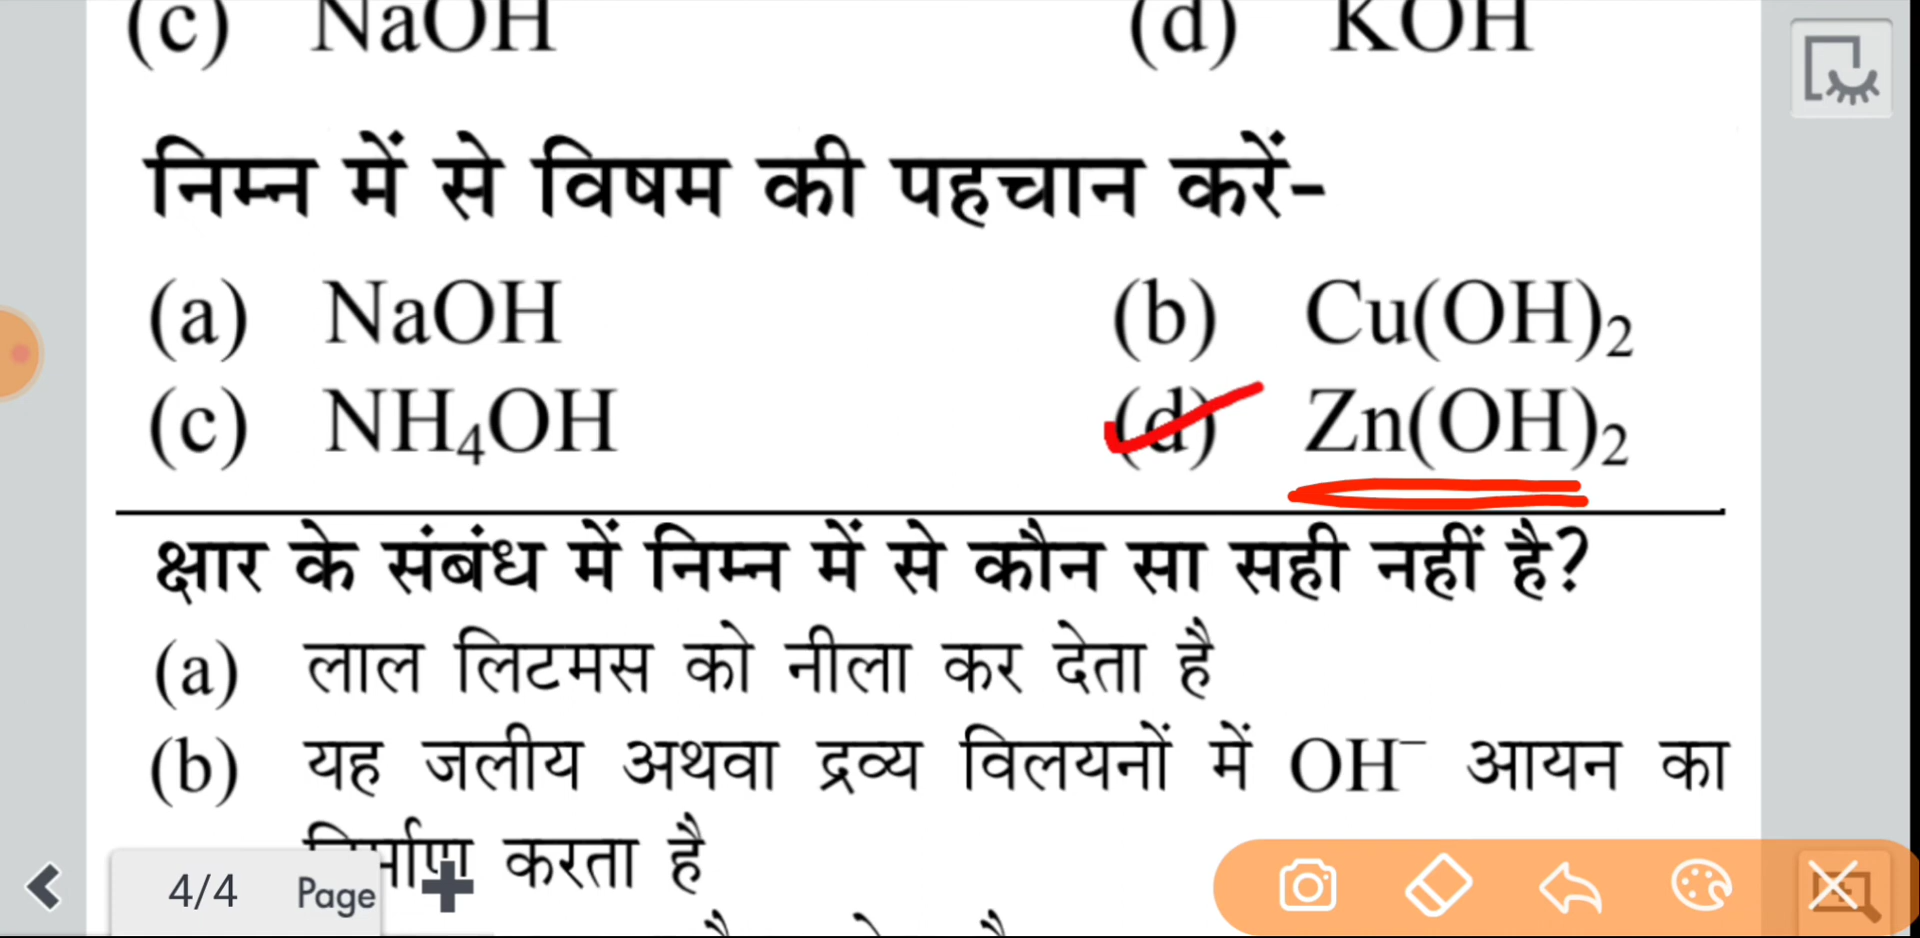 (c) NaOH (d) KOH
निम्न में से विषम की पहचान करें-
(a) NaOH (b) Cu(OH)₂
(c) NH₄OH (d) Zn(OH)₂
क्षार के संबंध में निम्न में से कौन सा सही नहीं है?
(a) लाल लिटमस को नीला कर देता है
(b) यह जलीय अथवा द्रव्य विलयनों में OH⁻ आयन का
निर्माण करता है
4/4 Page